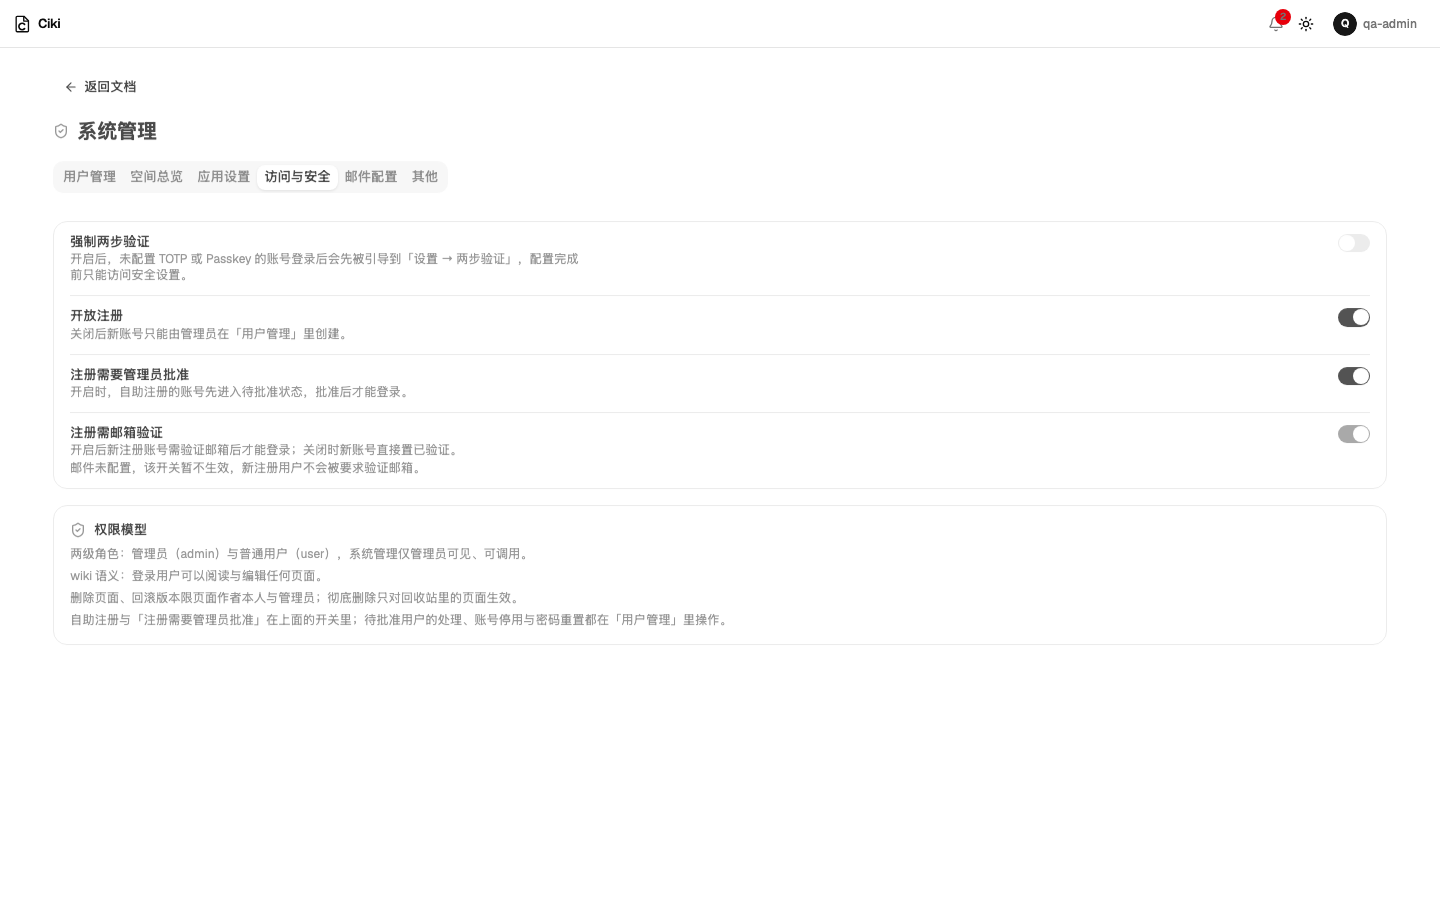 Ciki
2
Q
qa-admin
返回文档
系统管理
用户管理 空间总览 应用设置 访问与安全 邮件配置 其他
强制两步验证
开启后，未配置 TOTP 或 Passkey 的账号登录后会先被引导到「设置 → 两步验证」，配置完成
前只能访问安全设置。
开放注册
关闭后新账号只能由管理员在「用户管理」里创建。
注册需要管理员批准
开启时，自助注册的账号先进入待批准状态，批准后才能登录。
注册需邮箱验证
开启后新注册账号需验证邮箱后才能登录；关闭时新账号直接置已验证。
邮件未配置，该开关暂不生效，新注册用户不会被要求验证邮箱。
权限模型
两级角色：管理员（admin）与普通用户（user），系统管理仅管理员可见、可调用。
wiki 语义：登录用户可以阅读与编辑任何页面。
删除页面、回滚版本限页面作者本人与管理员；彻底删除只对回收站里的页面生效。
自助注册与「注册需要管理员批准」在上面的开关里；待批准用户的处理、账号停用与密码重置都在「用户管理」里操作。